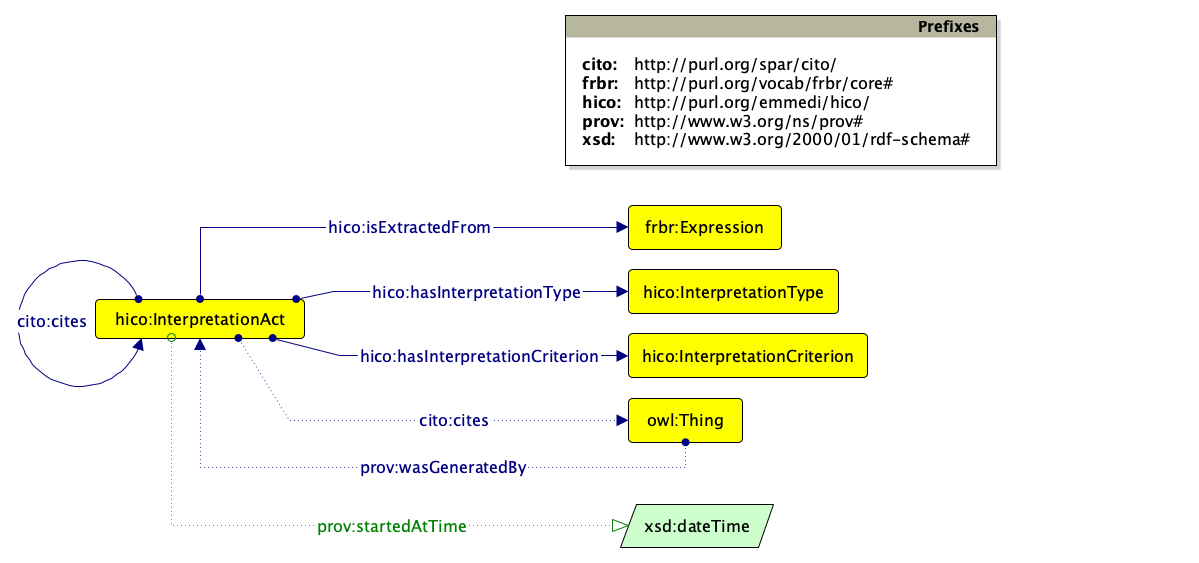 Prefixes
cito: http://purl.org/spar/cito/
frbr: http://purl.org/vocab/frbr/core#
hico: http://purl.org/emmedi/hico/
prov: http://www.w3.org/ns/prov#
xsd: http://www.w3.org/2000/01/rdf-schema#
hico:isExtractedFrom
frbr:Expression
hico:hasInterpretationType
hico:InterpretationType
cito:cites
hico:InterpretationAct
hico:hasInterpretationCriterion
hico:InterpretationCriterion
cito:cites
owl:Thing
prov:wasGeneratedBy
prov:startedAtTime
xsd:dateTime